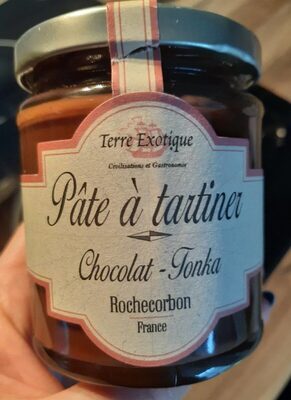 Terre Exotique
Civilisations et Gastronomie
Pâte à tartiner
Chocolat - Tonka
Rochecorbon
France